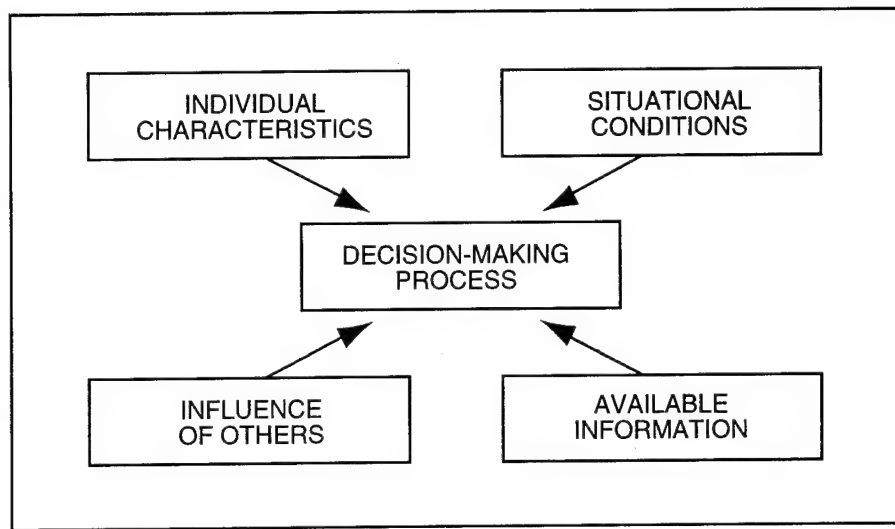 INDIVIDUAL
CHARACTERISTICS
SITUATIONAL
CONDITIONS
DECISION-MAKING
PROCESS
INFLUENCE
OF OTHERS
AVAILABLE
INFORMATION